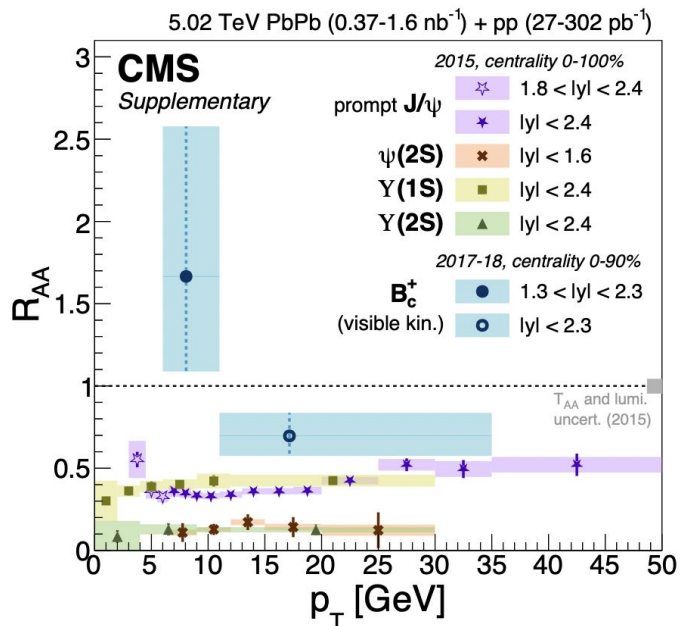 5.02 TeV PbPb (0.37-1.6 nb⁻¹) + pp (27-302 pb⁻¹)
CMS
Supplementary
2015, centrality 0-100%
prompt J/ψ
1.8 < |y| < 2.4
|y| < 2.4
ψ(2S) |y| < 1.6
Υ(1S) |y| < 2.4
Υ(2S) |y| < 2.4
2017-18, centrality 0-90%
B_c^+ 1.3 < |y| < 2.3
(visible kin.) |y| < 2.3
T_AA and lumi.
uncert. (2015)
R_AA
3
2.5
2
1.5
1
0.5
0
0 5 10 15 20 25 30 35 40 45 50
p_T [GeV]